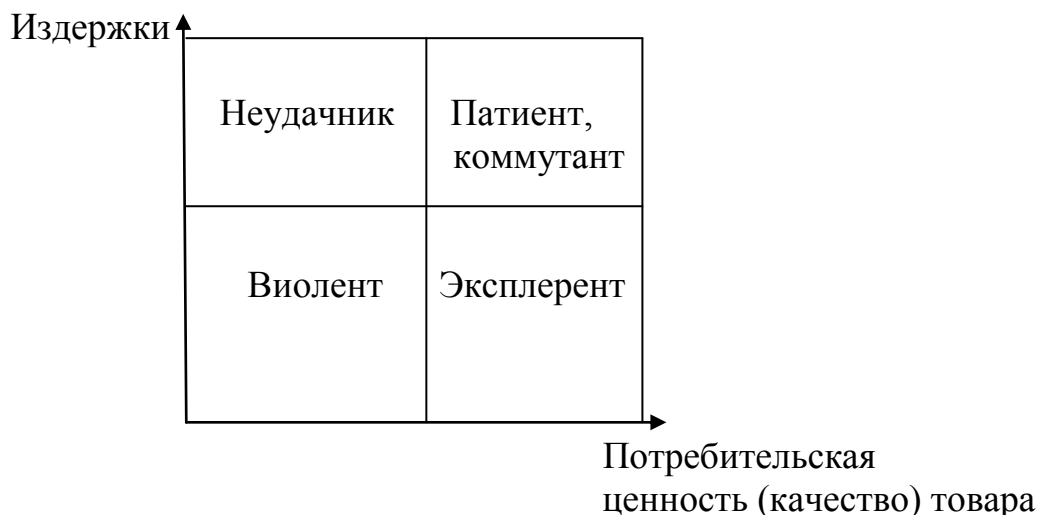 Издержки
Неудачник
Патиент,
коммутант
Виолент
Эксплерент
Потребительская
ценность (качество) товара